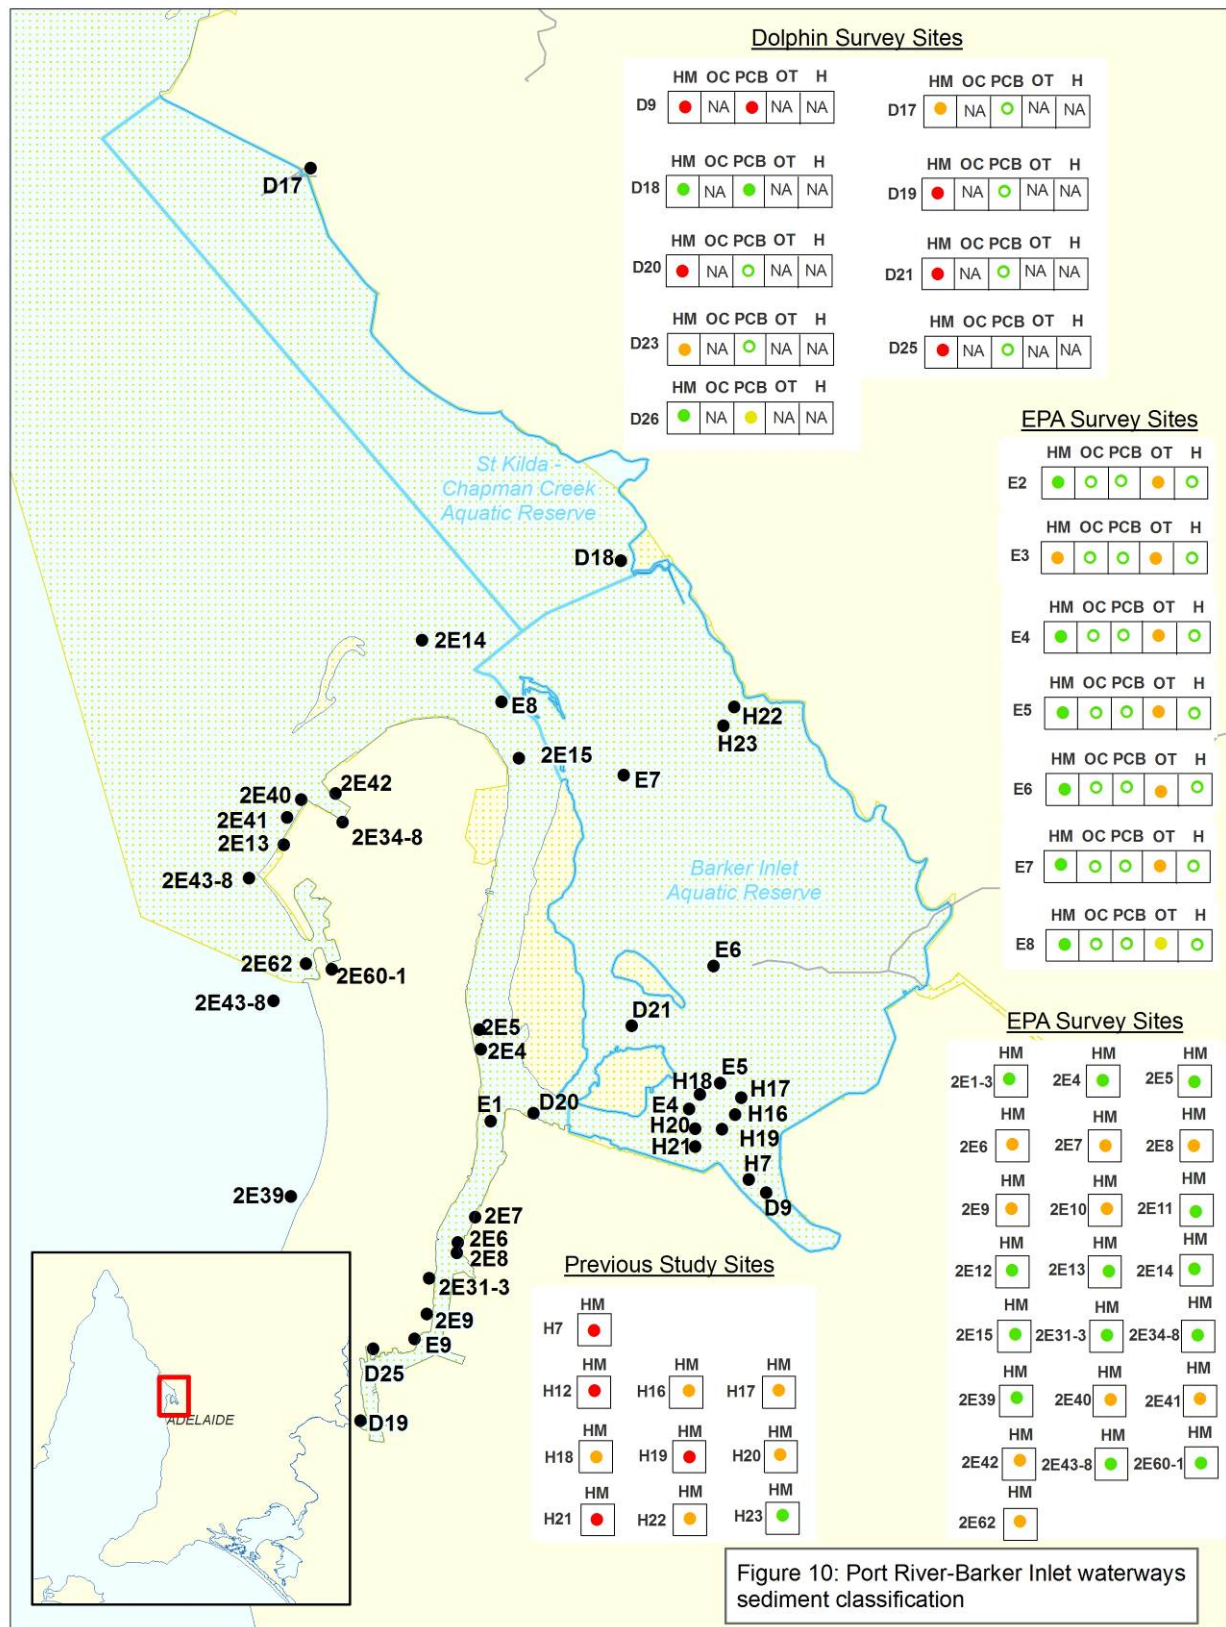 Dolphin Survey Sites
HM OC PCB OT H
D9 NA NA NA
HM OC PCB OT H
D17 NA NA NA
HM OC PCB OT H
D18 NA NA NA
HM OC PCB OT H
D19 NA NA NA
HM OC PCB OT H
D20 NA NA NA
HM OC PCB OT H
D21 NA NA NA
HM OC PCB OT H
D23 NA NA NA
HM OC PCB OT H
D25 NA NA NA
HM OC PCB OT H
D26 NA NA NA
EPA Survey Sites
HM OC PCB OT H
E2
HM OC PCB OT H
E3
HM OC PCB OT H
E4
HM OC PCB OT H
E5
HM OC PCB OT H
E6
HM OC PCB OT H
E7
HM OC PCB OT H
E8
D17
St Kilda -
Chapman Creek
Aquatic Reserve
D18
2E14
E8
H22
H23
2E15
E7
2E42
2E40
2E41
2E34-8
2E13
2E43-8
Barker Inlet
Aquatic Reserve
2E62
2E60-1
E6
2E43-8
D21
2E5
2E4
E5
H18
H17
E4
H16
E1
D20
H20
H19
H21
H7
D9
2E39
2E7
2E6
2E8
2E31-3
2E9
E9
D25
D19
ADELAIDE
Previous Study Sites
HM
H7
HM HM HM
H12 H16 H17
HM HM HM
H18 H19 H20
HM HM HM
H21 H22 H23
EPA Survey Sites
HM HM HM
2E1-3 2E4 2E5
HM HM HM
2E6 2E7 2E8
HM HM HM
2E9 2E10 2E11
HM HM HM
2E12 2E13 2E14
HM HM HM
2E15 2E31-3 2E34-8
HM HM HM
2E39 2E40 2E41
HM HM HM
2E42 2E43-8 2E60-1
HM
2E62
Figure 10: Port River-Barker Inlet waterways
sediment classification